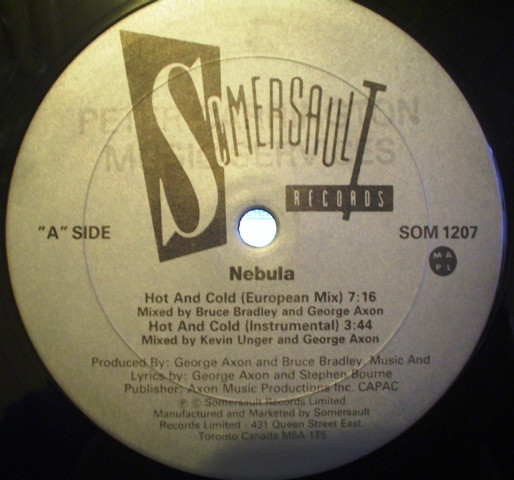 SOMERSAULT
RECORDS
"A" SIDE
SOM 1207
MA
PL
Nebula
Hot And Cold (European Mix) 7:16
Mixed by Bruce Bradley and George Axon
Hot And Cold (Instrumental) 3:44
Mixed by Kevin Unger and George Axon
Produced By: George Axon and Bruce Bradley, Music And
Lyrics by: George Axon and Stephen Bourne
Publisher: Axon Music Productions Inc. CAPAC
℗ © Somersault Records Limited
Manufactured and Marketed by Somersault
Records Limited - 431 Queen Street East,
Toronto Canada M5A 1T5